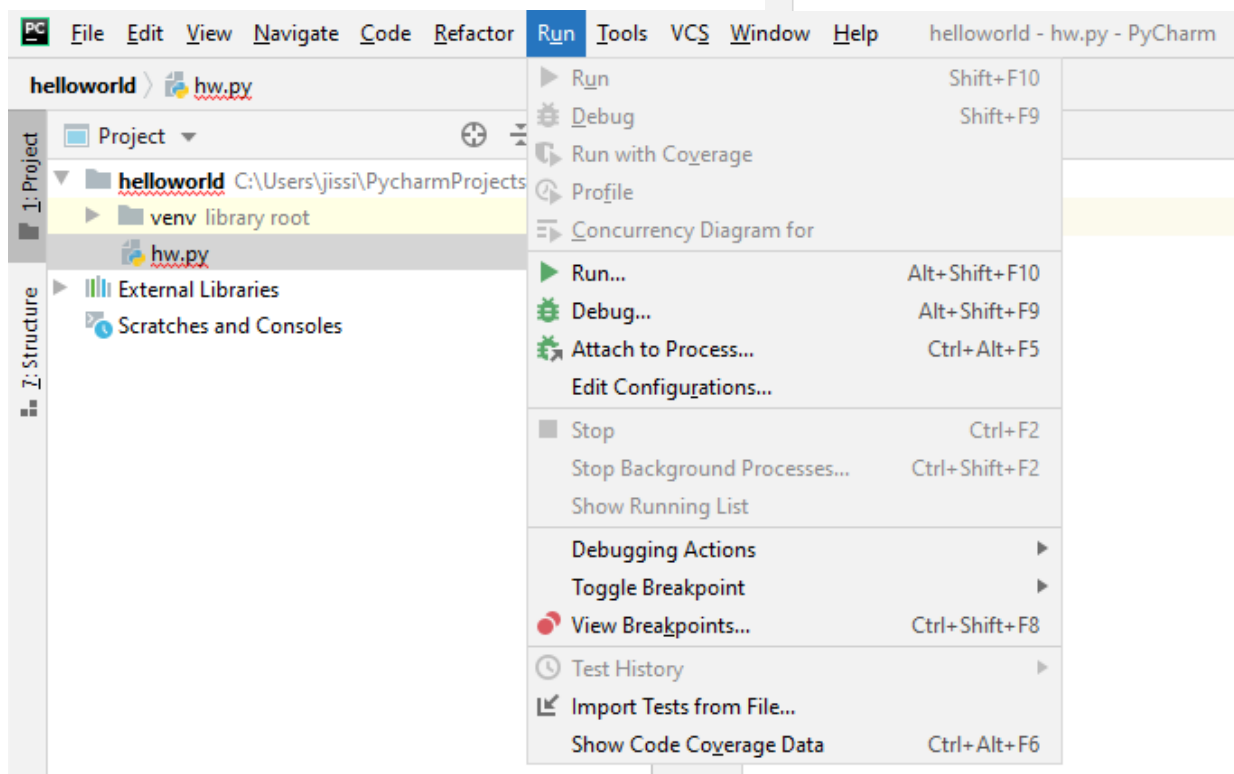 PC File Edit View Navigate Code Refactor Run Tools VCS Window Help helloworld - hw.py - PyCharm
helloworld hw.py
Project
1: Project
7: Structure
helloworld C:\Users\jissi\PycharmProjects
venv library root
hw.py
External Libraries
Scratches and Consoles
Run Shift+F10
Debug Shift+F9
Run with Coverage
Profile
Concurrency Diagram for
Run... Alt+Shift+F10
Debug... Alt+Shift+F9
Attach to Process... Ctrl+Alt+F5
Edit Configurations...
Stop Ctrl+F2
Stop Background Processes... Ctrl+Shift+F2
Show Running List
Debugging Actions
Toggle Breakpoint
View Breakpoints... Ctrl+Shift+F8
Test History
Import Tests from File...
Show Code Coverage Data Ctrl+Alt+F6